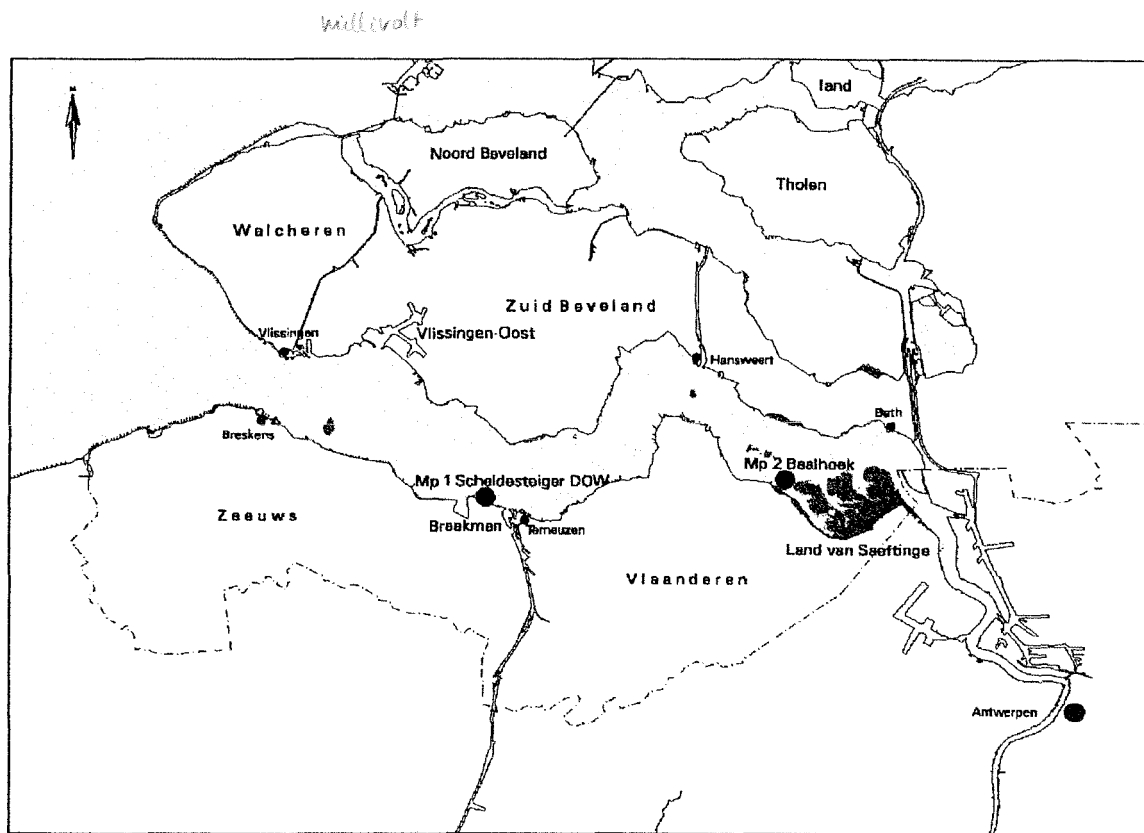 millivolt
N
land
Noord Beveland
Tholen
Walcheren
Zuid Beveland
Vlissingen
Vlissingen-Oost
Hansweert
Breskens
Bath
Mp 2 Baalhoek
Mp 1 Scheldesteiger DOW
Zeeuws
Braakman
Terneuzen
Land van Saeftinge
Vlaanderen
Antwerpen